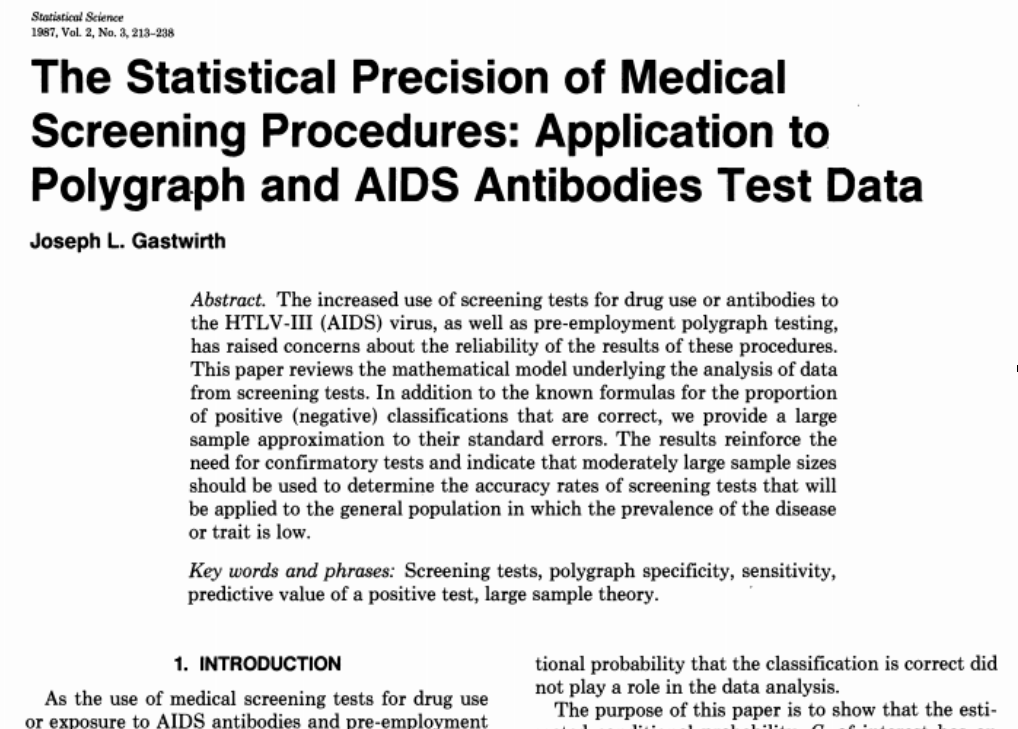 Statistical Science
1987, Vol. 2, No. 3, 213–238
The Statistical Precision of Medical
Screening Procedures: Application to
Polygraph and AIDS Antibodies Test Data
Joseph L. Gastwirth
Abstract. The increased use of screening tests for drug use or antibodies to
the HTLV-III (AIDS) virus, as well as pre-employment polygraph testing,
has raised concerns about the reliability of the results of these procedures.
This paper reviews the mathematical model underlying the analysis of data
from screening tests. In addition to the known formulas for the proportion
of positive (negative) classifications that are correct, we provide a large
sample approximation to their standard errors. The results reinforce the
need for confirmatory tests and indicate that moderately large sample sizes
should be used to determine the accuracy rates of screening tests that will
be applied to the general population in which the prevalence of the disease
or trait is low.
Key words and phrases: Screening tests, polygraph specificity, sensitivity,
predictive value of a positive test, large sample theory.
1. INTRODUCTION
As the use of medical screening tests for drug use
or exposure to AIDS antibodies and pre-employment
tional probability that the classification is correct did
not play a role in the data analysis.
The purpose of this paper is to show that the esti-